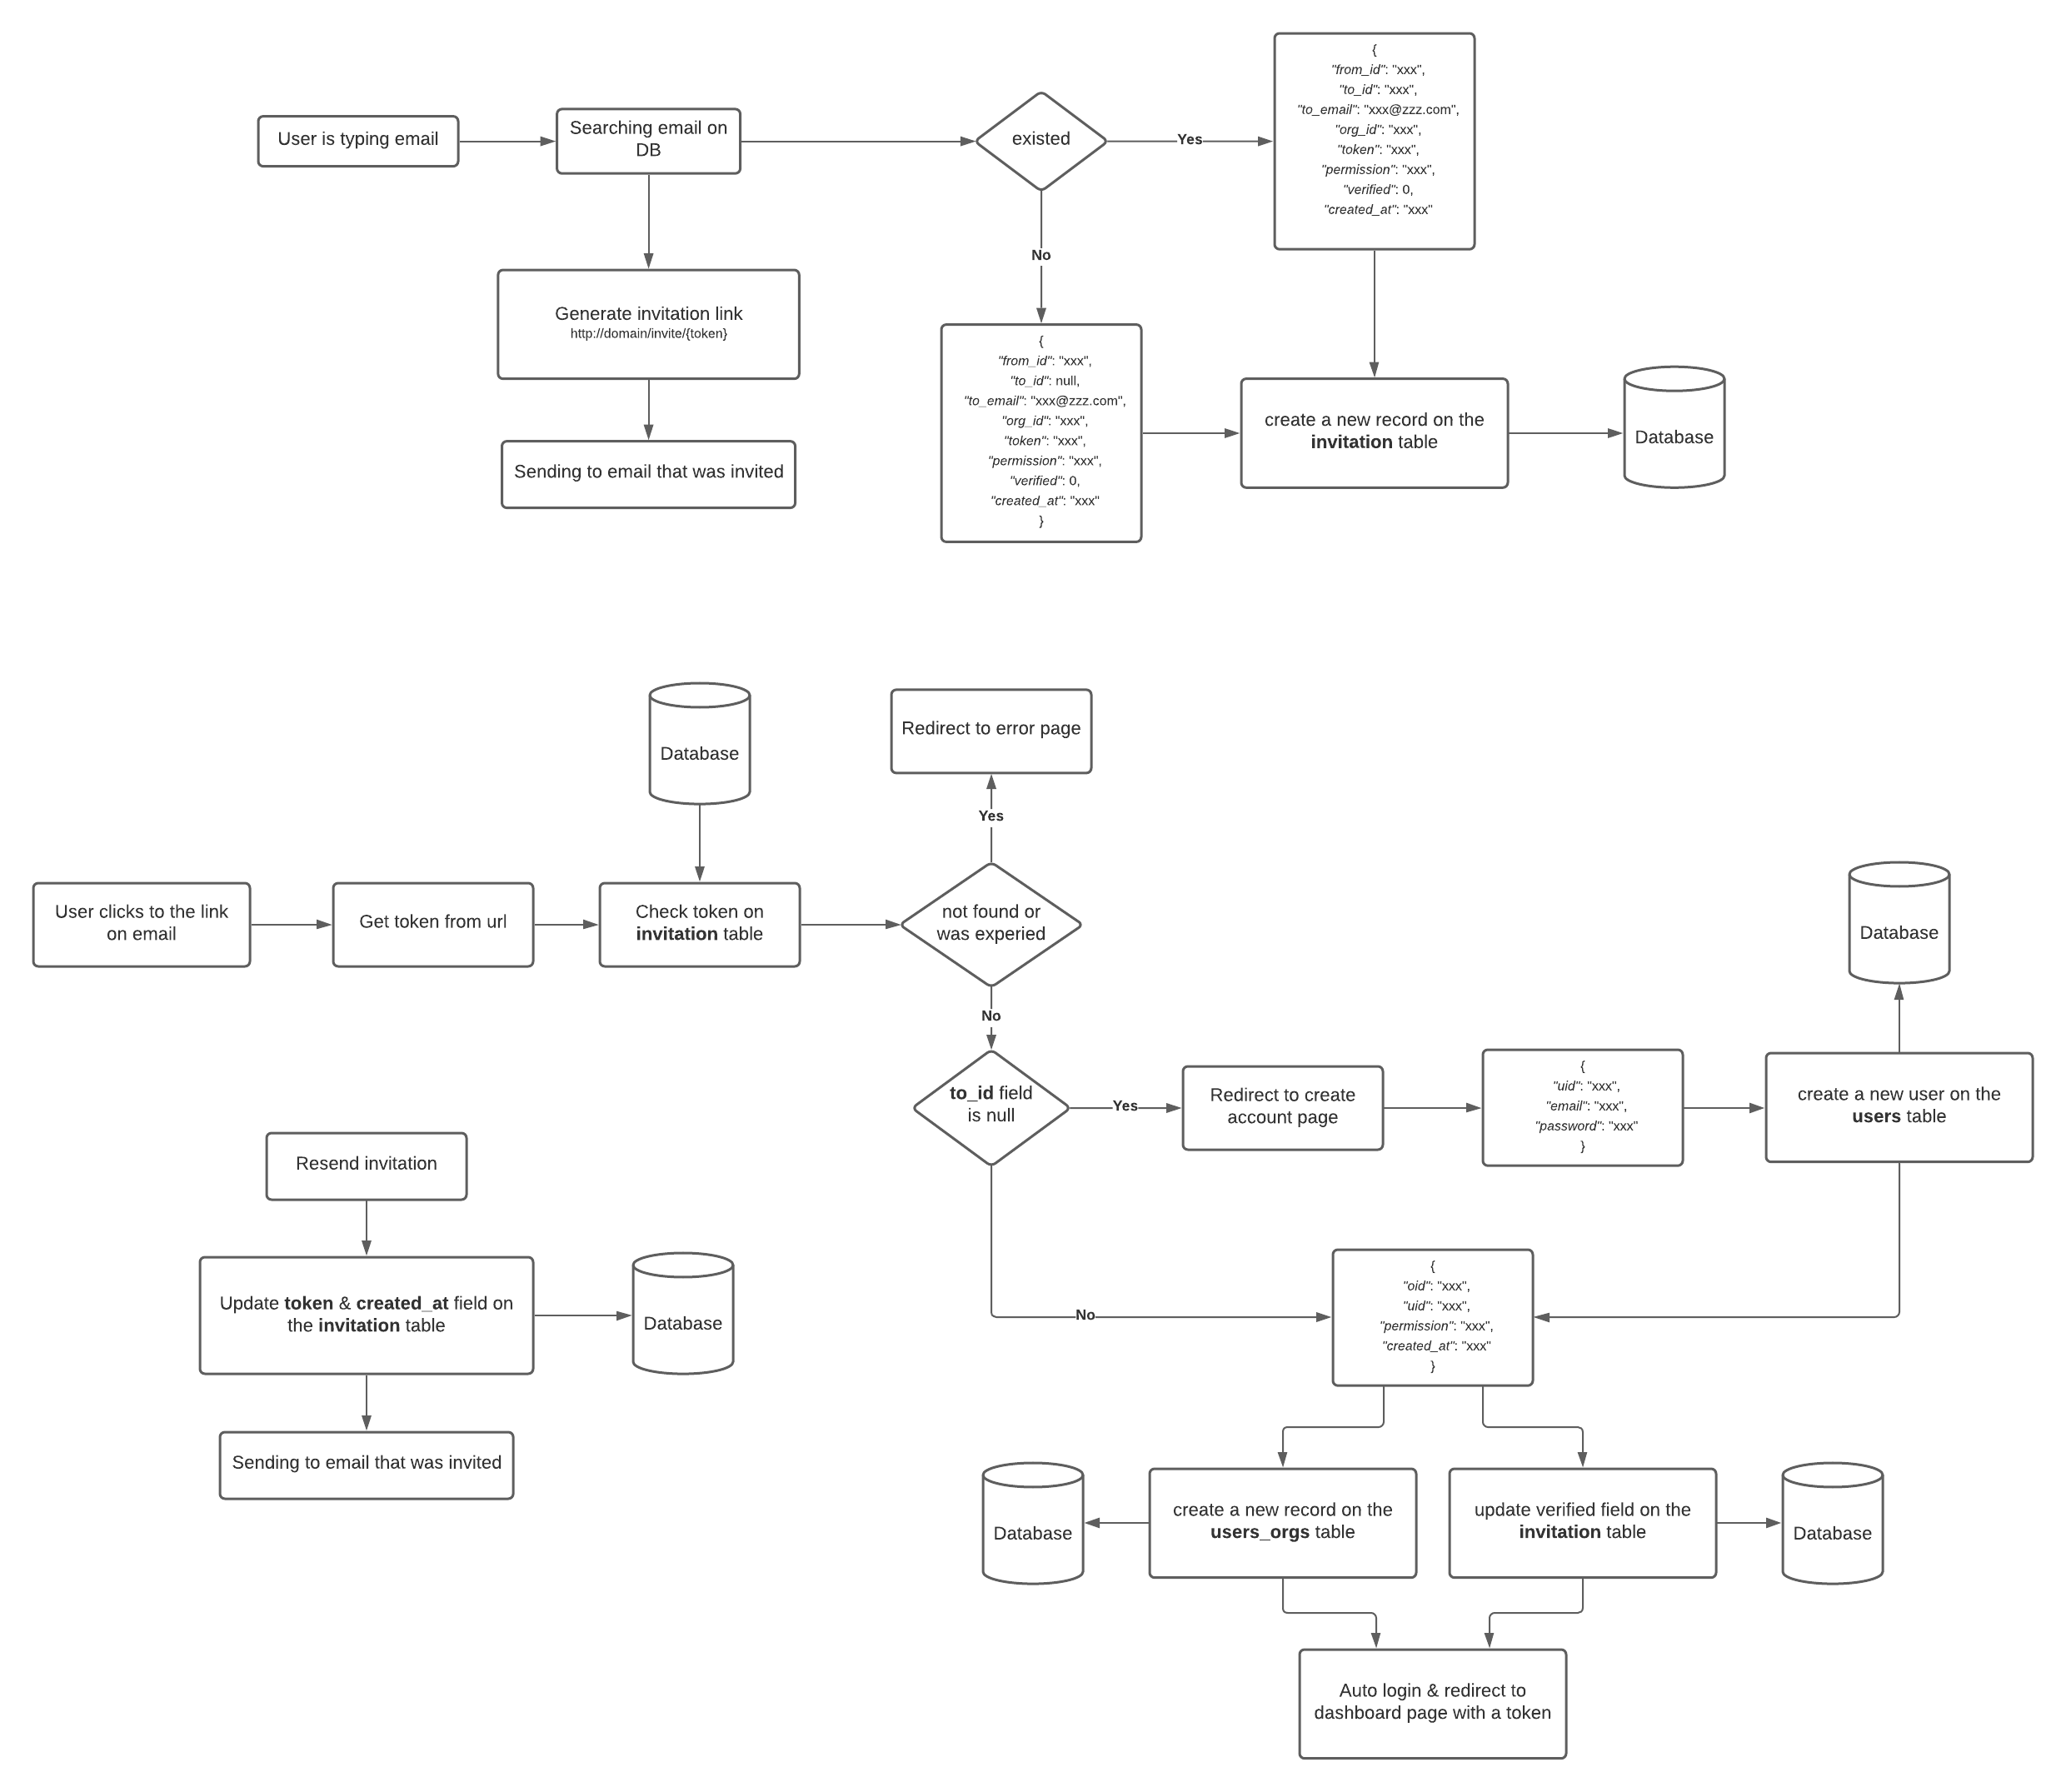 User is typing email
Searching email on
DB
existed
Yes
{
"from_id": "xxx",
"to_id": "xxx",
"to_email": "xxx@zzz.com",
"org_id": "xxx",
"token": "xxx",
"permission": "xxx",
"verified": 0,
"created_at": "xxx"
No
Generate invitation link
http://domain/invite/{token}
Sending to email that was invited
{
"from_id": "xxx",
"to_id": null,
"to_email": "xxx@zzz.com",
"org_id": "xxx",
"token": "xxx",
"permission": "xxx",
"verified": 0,
"created_at": "xxx"
}
create a new record on the
invitation table
Database
Database
Redirect to error page
Yes
User clicks to the link
on email
Get token from url
Check token on
invitation table
not found or
was experied
No
to_id field
is null
Yes
Redirect to create
account page
{
"uid": "xxx",
"email": "xxx",
"password": "xxx"
}
create a new user on the
users table
Database
Resend invitation
Update token & created_at field on
the invitation table
Database
Sending to email that was invited
No
{
"oid": "xxx",
"uid": "xxx",
"permission": "xxx",
"created_at": "xxx"
}
Database
create a new record on the
users_orgs table
update verified field on the
invitation table
Database
Auto login & redirect to
dashboard page with a token